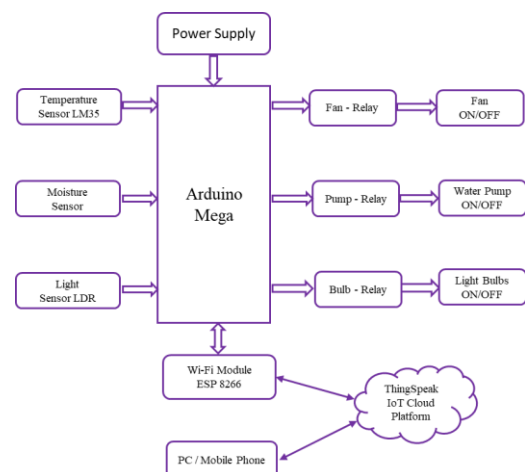 Power Supply
Temperature
Sensor LM35
Fan - Relay
Fan
ON/OFF
Moisture
Sensor
Arduino
Mega
Pump - Relay
Water Pump
ON/OFF
Light
Sensor LDR
Bulb - Relay
Light Bulbs
ON/OFF
Wi-Fi Module
ESP 8266
ThingSpeak
IoT Cloud
Platform
PC / Mobile Phone